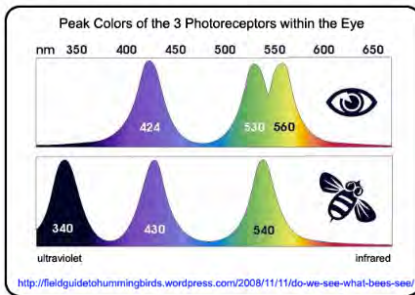 Peak Colors of the 3 Photoreceptors within the Eye
nm 350 400 450 500 550 600 650
424 530 560
340 430 540
ultraviolet infrared
http://fieldguidetohummingbirds.wordpress.com/2008/11/11/do-we-see-what-bees-see/